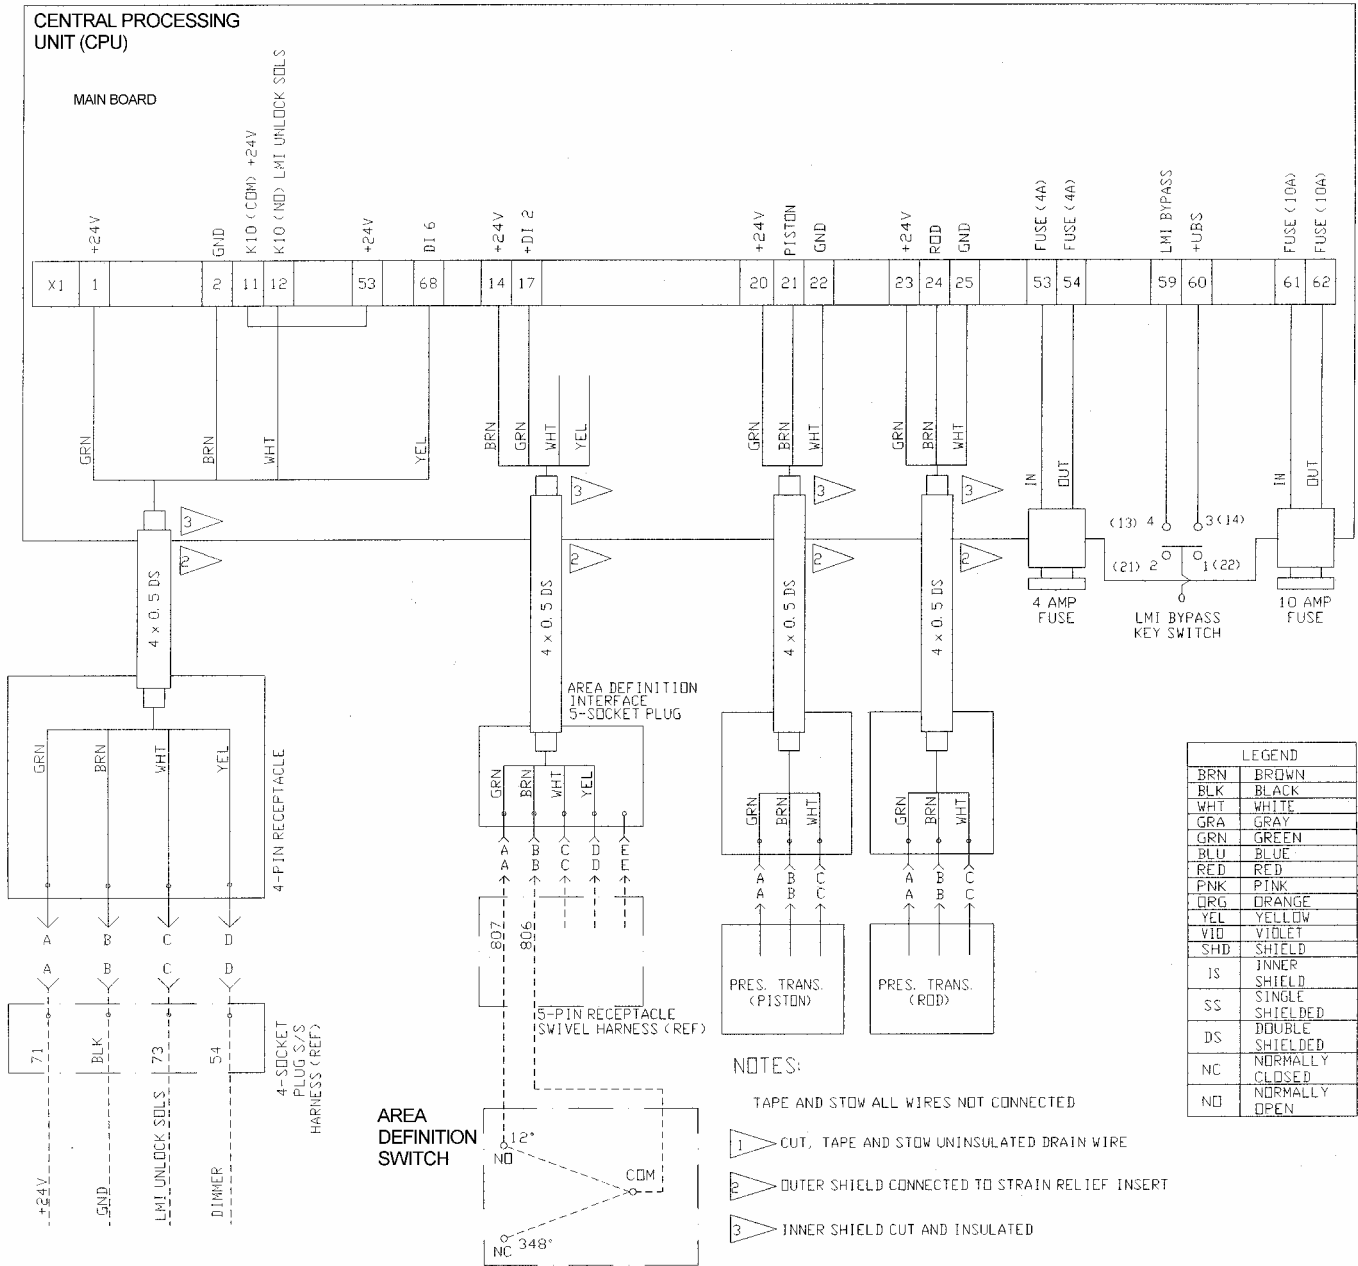 CENTRAL PROCESSING
UNIT (CPU)
MAIN BOARD
+24V
GND
K10 (COM) +24V
K10 (NO) LMI UNLOCK SOLS
+24V
DI 6
+24V
+DI 2
+24V
PISTON
GND
+24V
ROD
GND
FUSE (4A)
FUSE (4A)
LMI BYPASS
+UBS
FUSE (10A)
FUSE (10A)
X1 1 2 11 12 53 68 14 17 20 21 22 23 24 25 53 54 59 60 61 62
GRN BRN WHT YEL
BRN GRN WHT YEL
GRN BRN WHT
GRN BRN WHT
IN OUT
IN OUT
3
3
3
3
2
2
2
2
(13) 4
3 (14)
(21) 2
1 (22)
0
4 AMP
FUSE
LMI BYPASS
KEY SWITCH
10 AMP
FUSE
4 x 0.5 DS
4 x 0.5 DS
4 x 0.5 DS
4 x 0.5 DS
AREA DEFINITION
INTERFACE
5-SOCKET PLUG
GRN BRN WHT YEL
4-PIN RECEPTACLE
GRN BRN WHT YEL
GRN BRN WHT
GRN BRN WHT
A B C D
A B C D
A B C D E
A B C D E
A B C
A B C
A B C
A B C
807 806
5-PIN RECEPTACLE
SWIVEL HARNESS (REF)
PRES. TRANS.
(PISTON)
PRES. TRANS.
(ROD)
71 BLK 73 54
4-SOCKET
PLUG S/S
HARNESS (REF)
+24V
GND
LMI UNLOCK SOLS
DIMMER
AREA
DEFINITION
SWITCH
12°
NO
COM
NC 348°
NOTES:
TAPE AND STOW ALL WIRES NOT CONNECTED
1 CUT, TAPE AND STOW UNINSULATED DRAIN WIRE
2 OUTER SHIELD CONNECTED TO STRAIN RELIEF INSERT
3 INNER SHIELD CUT AND INSULATED
LEGEND
BRN BROWN
BLK BLACK
WHT WHITE
GRA GRAY
GRN GREEN
BLU BLUE
RED RED
PNK PINK
ORG ORANGE
YEL YELLOW
VIO VIOLET
SHD SHIELD
IS INNER
SHIELD
SS SINGLE
SHIELDED
DS DOUBLE
SHIELDED
NC NORMALLY
CLOSED
NO NORMALLY
OPEN